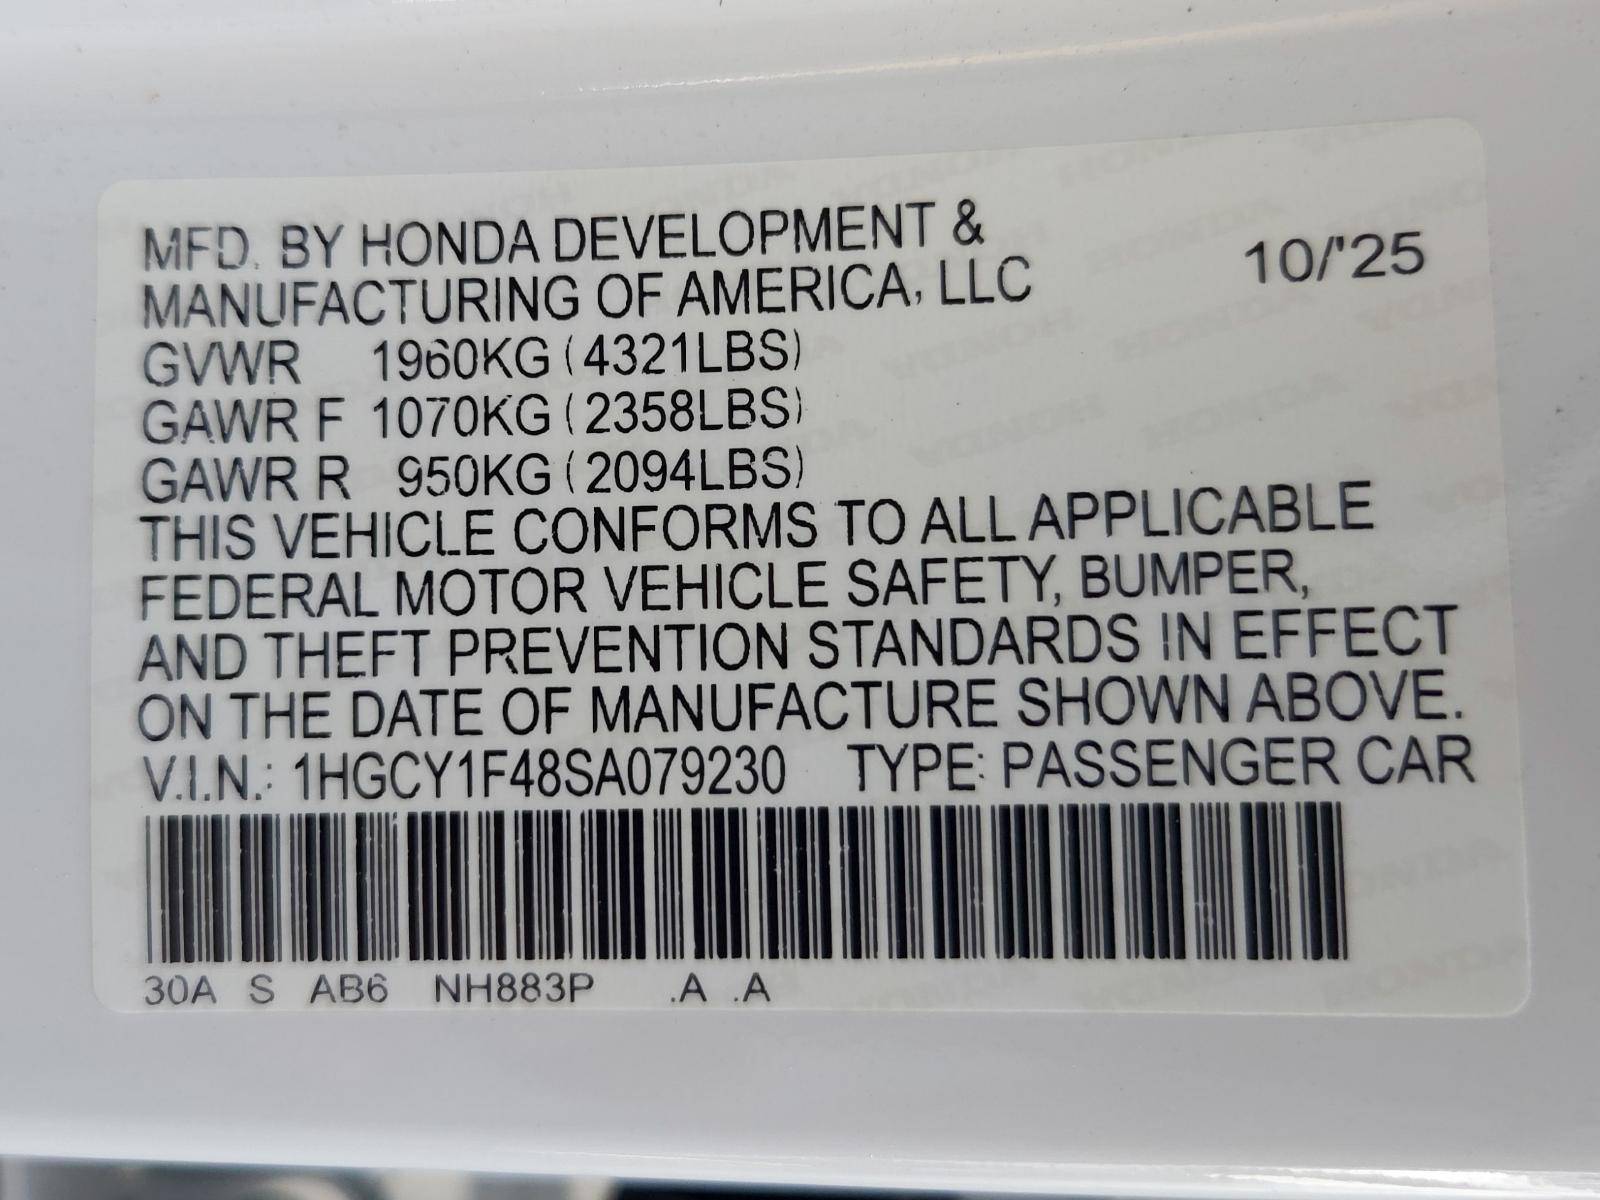 MFD. BY HONDA DEVELOPMENT &
MANUFACTURING OF AMERICA, LLC
10/'25
GVWR 1960KG (4321LBS)
GAWR F 1070KG (2358LBS)
GAWR R 950KG (2094LBS)
THIS VEHICLE CONFORMS TO ALL APPLICABLE
FEDERAL MOTOR VEHICLE SAFETY, BUMPER,
AND THEFT PREVENTION STANDARDS IN EFFECT
ON THE DATE OF MANUFACTURE SHOWN ABOVE.
V.I.N.: 1HGCY1F48SA079230 TYPE: PASSENGER CAR
30A S AB6 NH883P .A .A